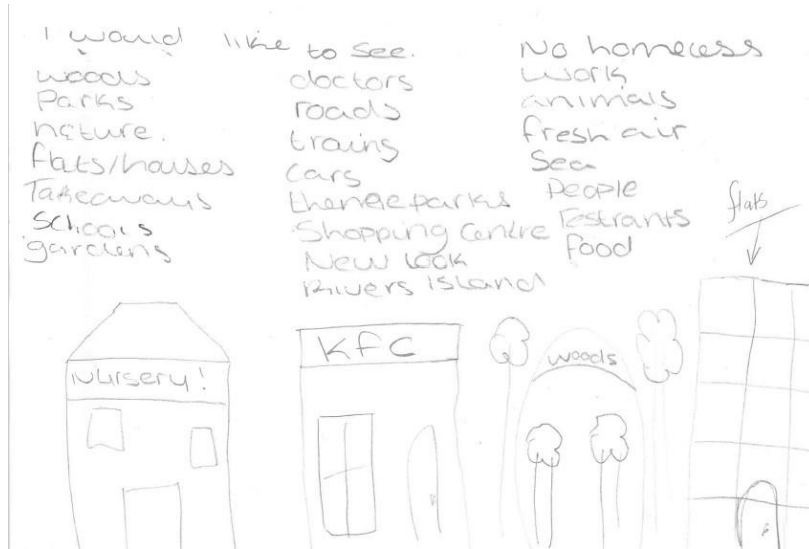 I would like to see.
woods
Parks
nature.
flats/houses
Takeaways
Schools
gardens
doctors
roads
trains
cars
themeparks
Shopping Centre
New look
Rivers Island
No homeless
work
animals
fresh air
Sea
People
restrants
food
flats
Nursery!
KFC
woods